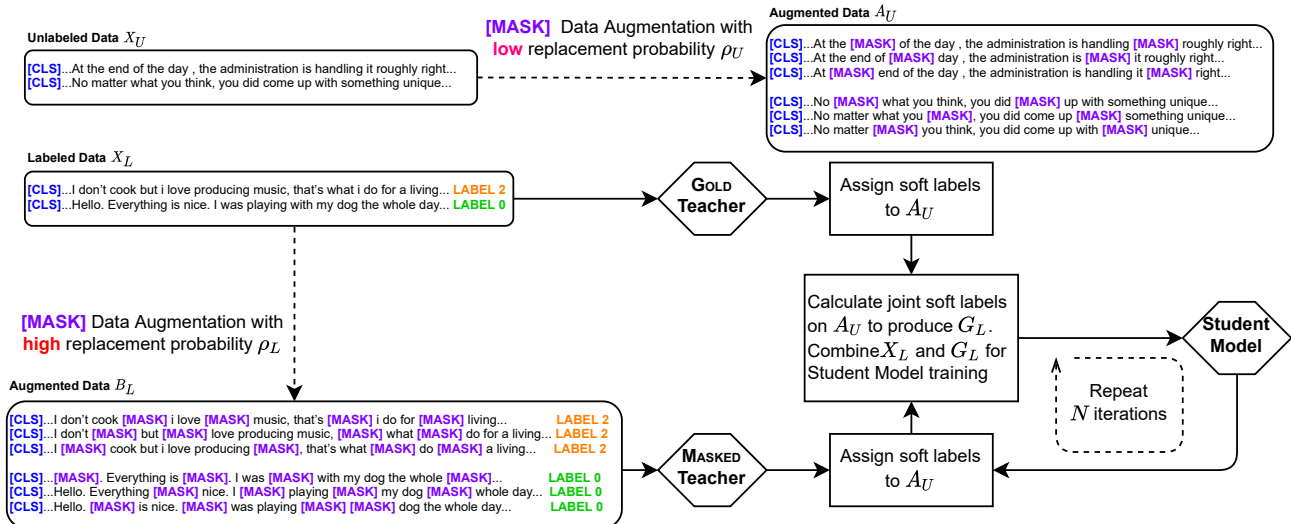 Unlabeled Data X_U
[CLS]...At the end of the day , the administration is handling it roughly right...
[CLS]...No matter what you think, you did come up with something unique...
[MASK] Data Augmentation with
low replacement probability ρ_U
Augmented Data A_U
[CLS]...At the [MASK] of the day , the administration is handling [MASK] roughly right...
[CLS]...At the end of [MASK] day , the administration is [MASK] it roughly right...
[CLS]...At [MASK] end of the day , the administration is handling it [MASK] right...
[CLS]...No [MASK] what you think, you did [MASK] up with something unique...
[CLS]...No matter what you [MASK], you did come up [MASK] something unique...
[CLS]...No matter [MASK] you think, you did come up with [MASK] unique...
Labeled Data X_L
[CLS]...I don't cook but i love producing music, that's what i do for a living... LABEL 2
[CLS]...Hello. Everything is nice. I was playing with my dog the whole day... LABEL 0
GOLD
Teacher
Assign soft labels
to A_U
[MASK] Data Augmentation with
high replacement probability ρ_L
Calculate joint soft labels
on A_U to produce G_L.
Combine X_L and G_L for
Student Model training
Student
Model
Repeat
N iterations
Augmented Data B_L
[CLS]...I don't cook [MASK] i love [MASK] music, that's [MASK] i do for [MASK] living... LABEL 2
[CLS]...I don't [MASK] but [MASK] love producing music, [MASK] what [MASK] do for a living... LABEL 2
[CLS]...I [MASK] cook but i love producing [MASK], that's what [MASK] do [MASK] a living... LABEL 2
[CLS]...[MASK]. Everything is [MASK]. I was [MASK] with my dog the whole [MASK]... LABEL 0
[CLS]...Hello. Everything [MASK] nice. I [MASK] playing [MASK] my dog [MASK] whole day... LABEL 0
[CLS]...Hello. [MASK] is nice. [MASK] was playing [MASK] [MASK] dog the whole day... LABEL 0
MASKED
Teacher
Assign soft labels
to A_U